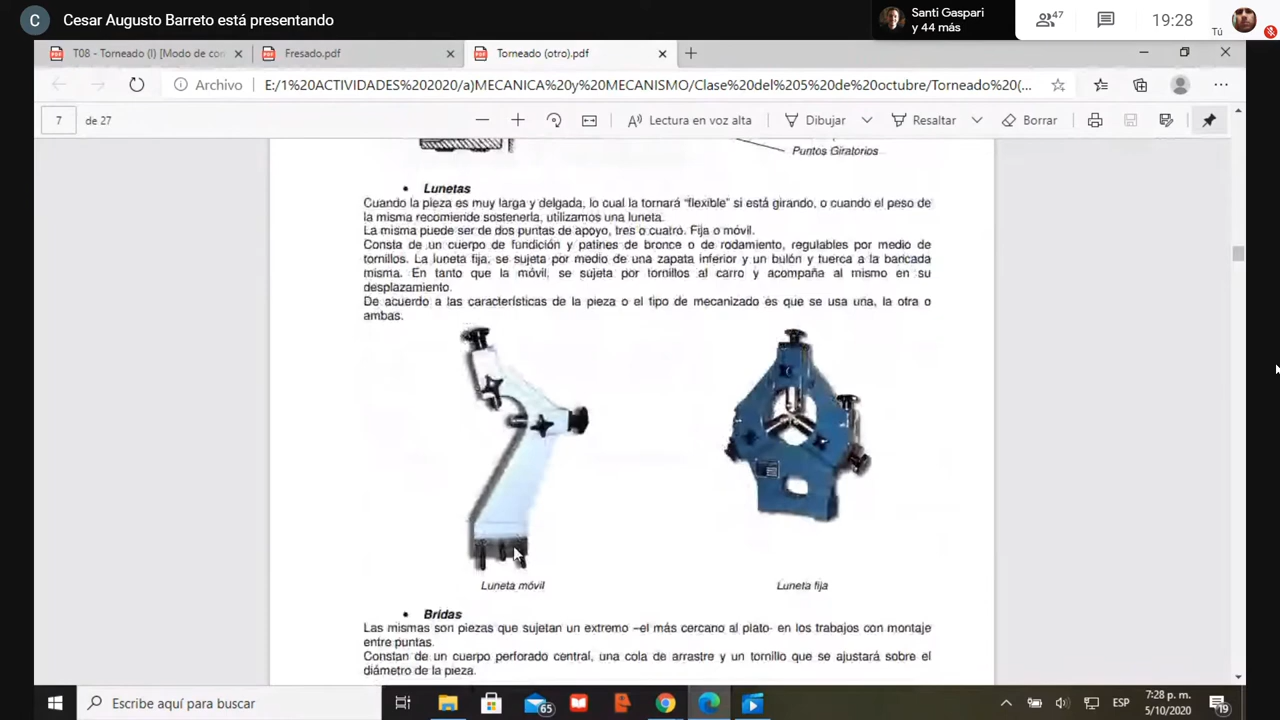 C Cesar Augusto Barreto está presentando
Santi Gaspari
y 44 más
47
19:28
Tú
T08 - Torneado (I) [Modo de con
Fresado.pdf
Torneado (otro).pdf
Archivo
E:/1%20ACTIVIDADES%202020/a)MECANICA%20y%20MECANISMO/Clase%20del%205%20de%20octubre/Torneado%20(...
7 de 27
Lectura en voz alta
Dibujar
Resaltar
Borrar
Puntos Giratorios
• Lunetas
Cuando la pieza es muy larga y delgada, lo cual la tornará “flexible” si está girando, o cuando el peso de
la misma recomiende sostenerla, utilizamos una luneta.
La misma puede ser de dos puntas de apoyo, tres o cuatro. Fija o móvil.
Consta de un cuerpo de fundición y patines de bronce o de rodamiento, regulables por medio de
tornillos. La luneta fija, se sujeta por medio de una zapata inferior y un bulón y tuerca a la bancada
misma. En tanto que la móvil, se sujeta por tornillos al carro y acompaña al mismo en su
desplazamiento.
De acuerdo a las características de la pieza o el tipo de mecanizado es que se usa una, la otra o
ambas.
Luneta móvil
Luneta fija
• Bridas
Las mismas son piezas que sujetan un extremo –el más cercano al plato- en los trabajos con montaje
entre puntas.
Constan de un cuerpo perforado central, una cola de arrastre y un tornillo que se ajustará sobre el
diámetro de la pieza.
Escribe aquí para buscar
65
ESP
7:28 p. m.
5/10/2020
19